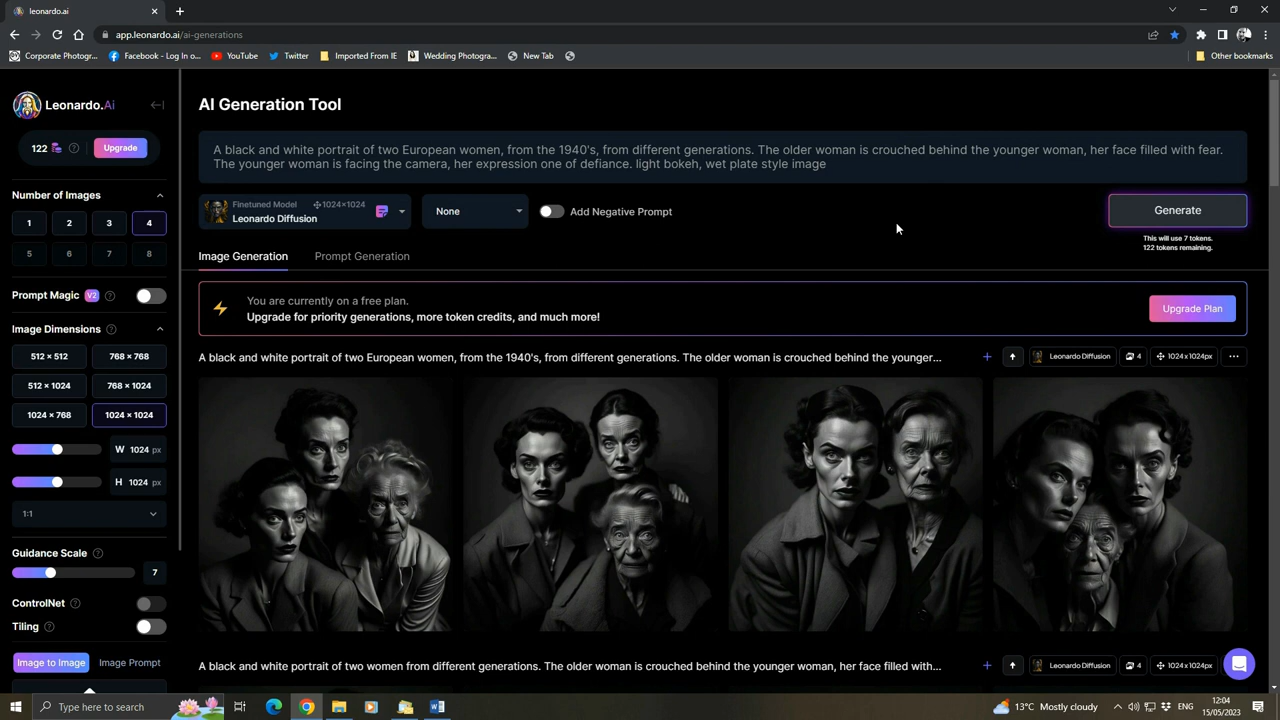 leonardo.ai
app.leonardo.ai/ai-generations
Corporate Photogr... Facebook - Log In o... YouTube Twitter Imported From IE Wedding Photogra... New Tab Other bookmarks
Leonardo.Ai
122 Upgrade
Number of Images
1 2 3 4
5 6 7 8
Prompt Magic V2
Image Dimensions
512 × 512 768 × 768
512 × 1024 768 × 1024
1024 × 768 1024 × 1024
W 1024 px
H 1024 px
1:1
Guidance Scale
7
ControlNet
Tiling
Image to Image Image Prompt
AI Generation Tool
A black and white portrait of two European women, from the 1940's, from different generations. The older woman is crouched behind the younger woman, her face filled with fear.
The younger woman is facing the camera, her expression one of defiance. light bokeh, wet plate style image
Finetuned Model 1024×1024
Leonardo Diffusion
None
Add Negative Prompt
Generate
This will use 7 tokens.
122 tokens remaining.
Image Generation Prompt Generation
You are currently on a free plan.
Upgrade for priority generations, more token credits, and much more!
Upgrade Plan
A black and white portrait of two European women, from the 1940's, from different generations. The older woman is crouched behind the younger... Leonardo Diffusion 4 1024x1024px
A black and white portrait of two women from different generations. The older woman is crouched behind the younger woman, her face filled with... Leonardo Diffusion 4 1024x1024px
Type here to search
13°C Mostly cloudy
ENG
12:04
15/05/2023